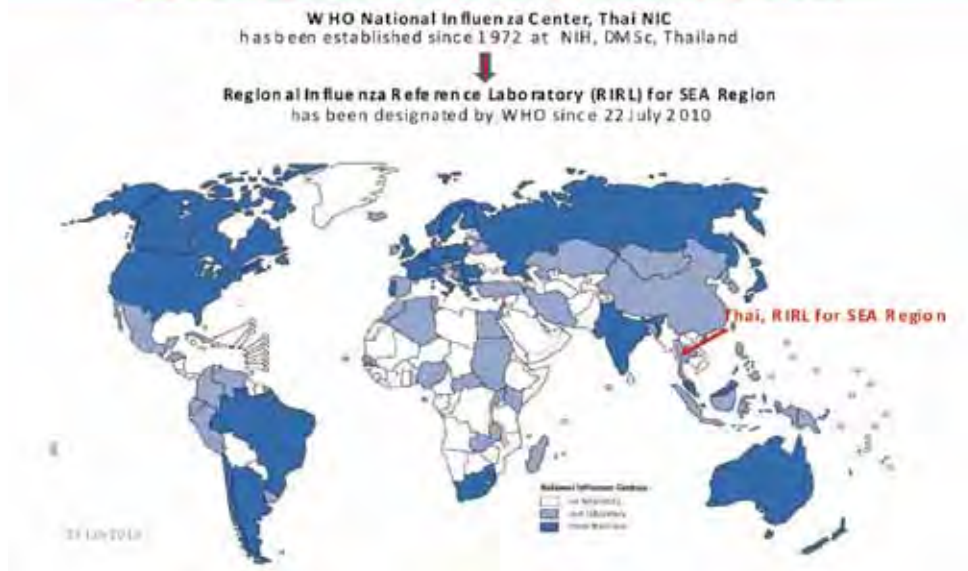 WHO National Influenza Center, Thai NIC
has been established since 1972 at NIH, DMSc, Thailand
Regional Influenza Reference Laboratory (RIRL) for SEA Region
has been designated by WHO since 22 July 2010
Thai, RIRL for SEA Region
National Influenza Centres